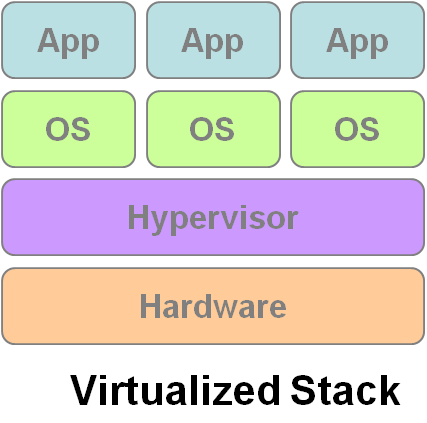 App App App
OS OS OS
Hypervisor
Hardware
Virtualized Stack